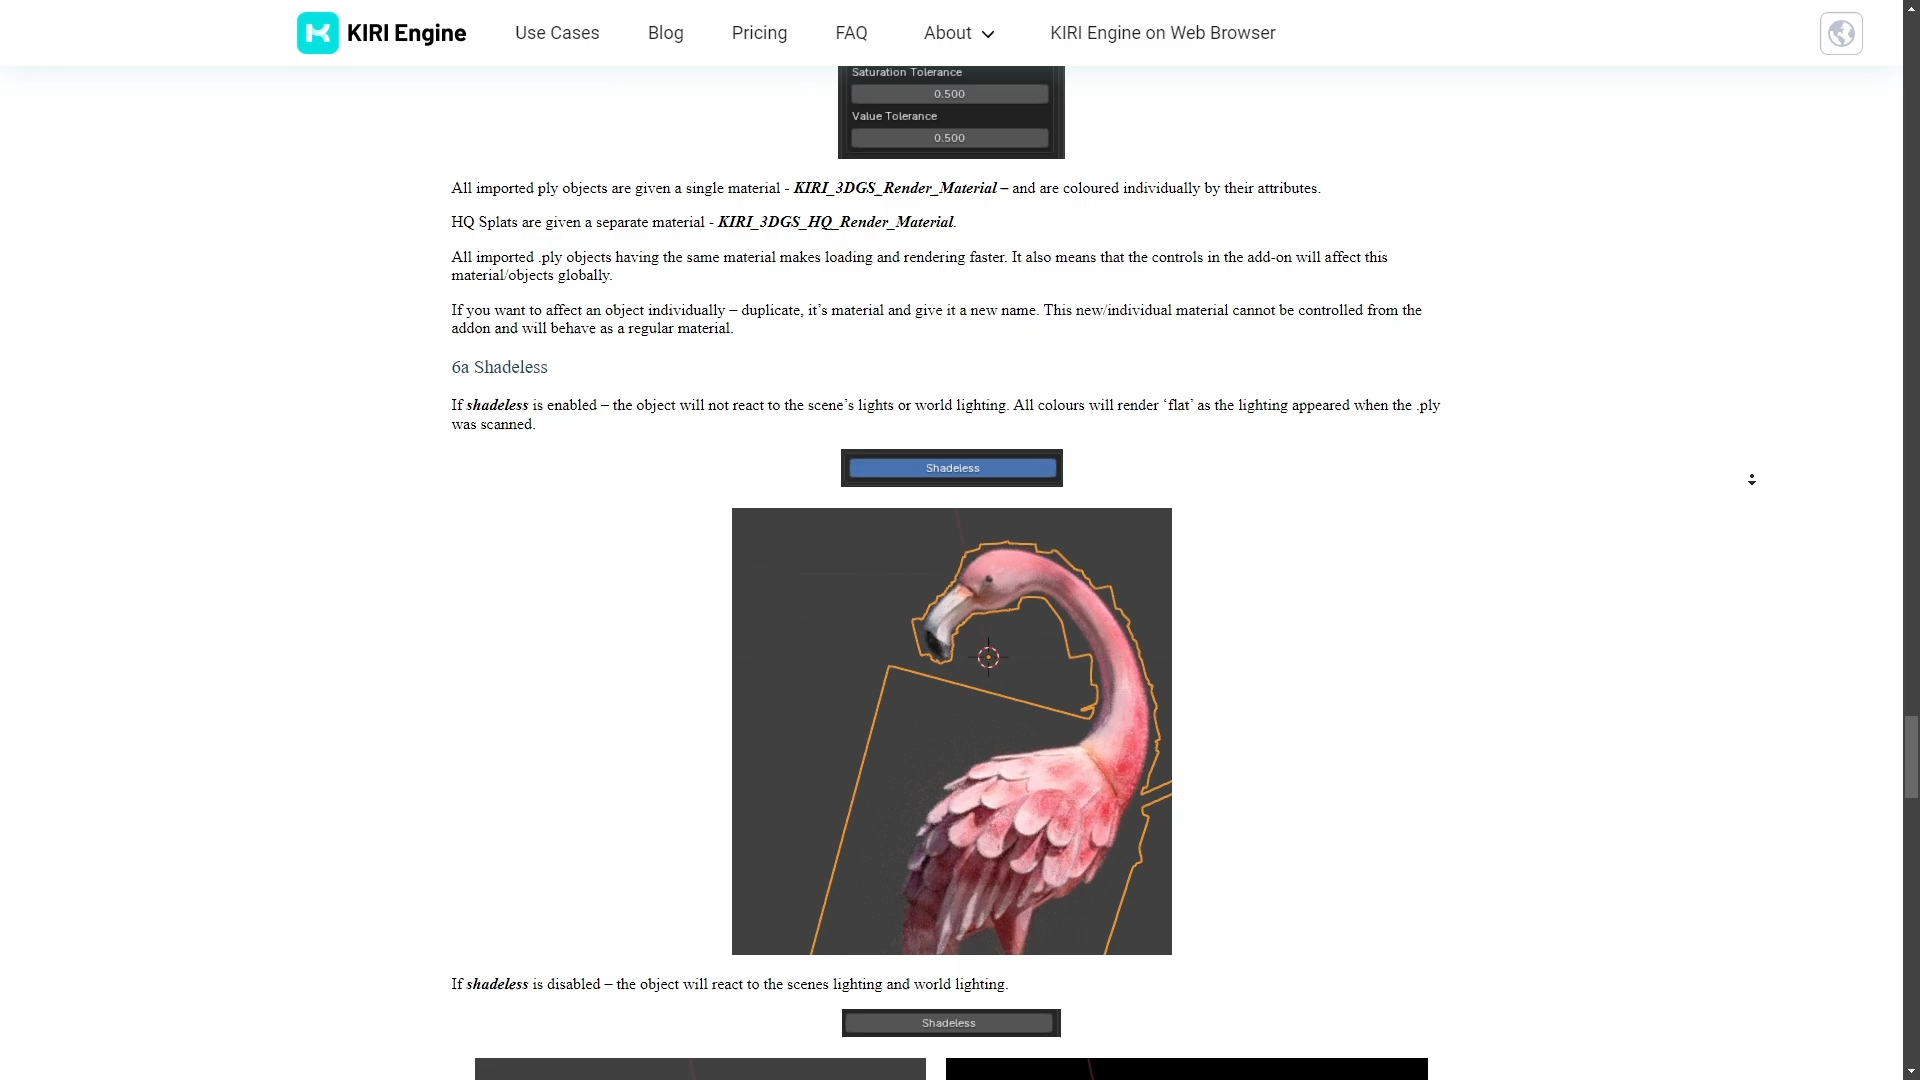 KIRI Engine
Use Cases
Blog
Pricing
FAQ
About
KIRI Engine on Web Browser
Saturation Tolerance
0.500
Value Tolerance
0.500
All imported ply objects are given a single material - KIRI_3DGS_Render_Material – and are coloured individually by their attributes.
HQ Splats are given a separate material - KIRI_3DGS_HQ_Render_Material.
All imported .ply objects having the same material makes loading and rendering faster. It also means that the controls in the add-on will affect this
material/objects globally.
If you want to affect an object individually – duplicate, it’s material and give it a new name. This new/individual material cannot be controlled from the
addon and will behave as a regular material.
6a Shadeless
If shadeless is enabled – the object will not react to the scene’s lights or world lighting. All colours will render ‘flat’ as the lighting appeared when the .ply
was scanned.
Shadeless
If shadeless is disabled – the object will react to the scenes lighting and world lighting.
Shadeless